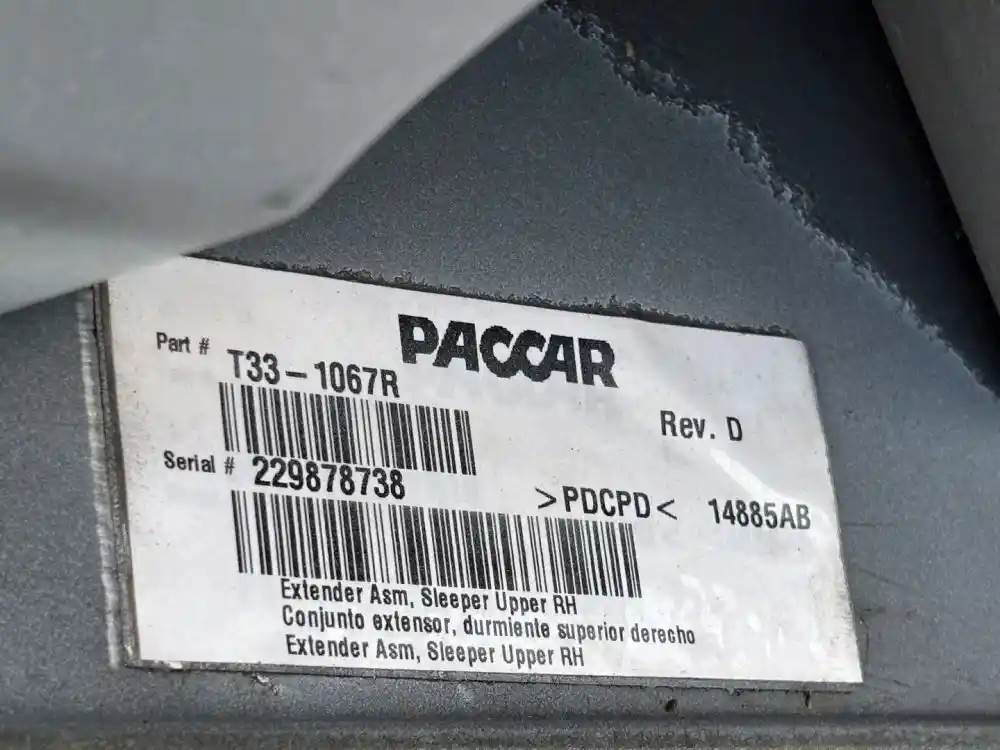 PACCAR
Part # T33-1067R
Rev. D
Serial # 229878738
>PDCPD< 14885AB
Extender Asm, Sleeper Upper RH
Conjunto extensor, durmiente superior derecho
Extender Asm, Sleeper Upper RH